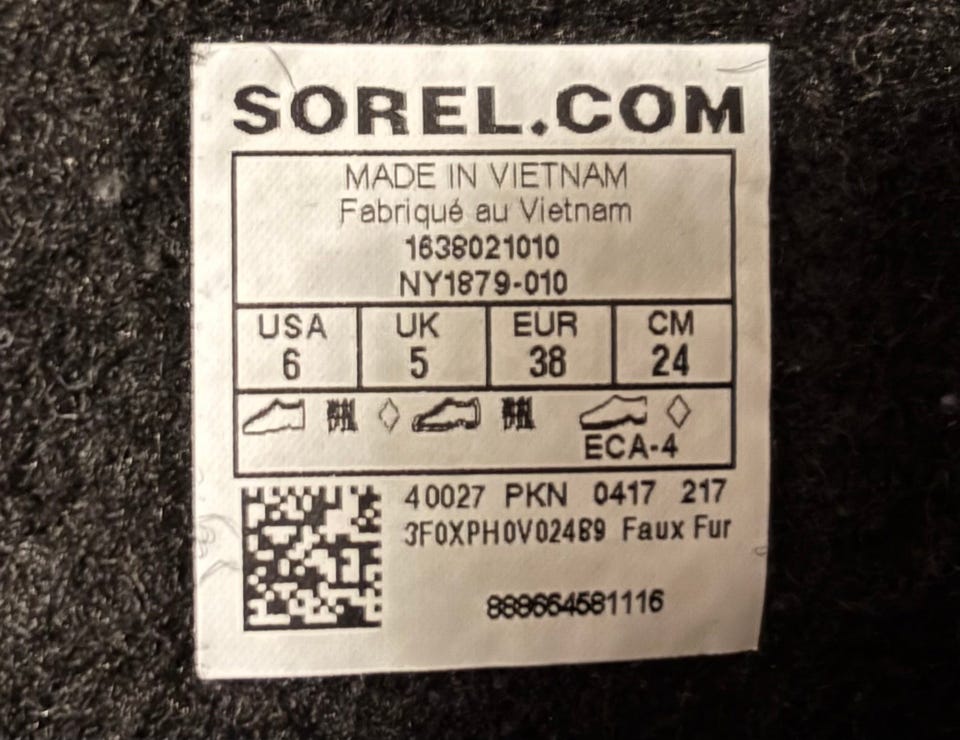 SOREL.COM
MADE IN VIETNAM
Fabriqué au Vietnam
1638021010
NY1879-010
USA UK EUR CM
6 5 38 24
ECA-4
40027 PKN 0417 217
3F0XPH0V02489 Faux Fur
888664581116